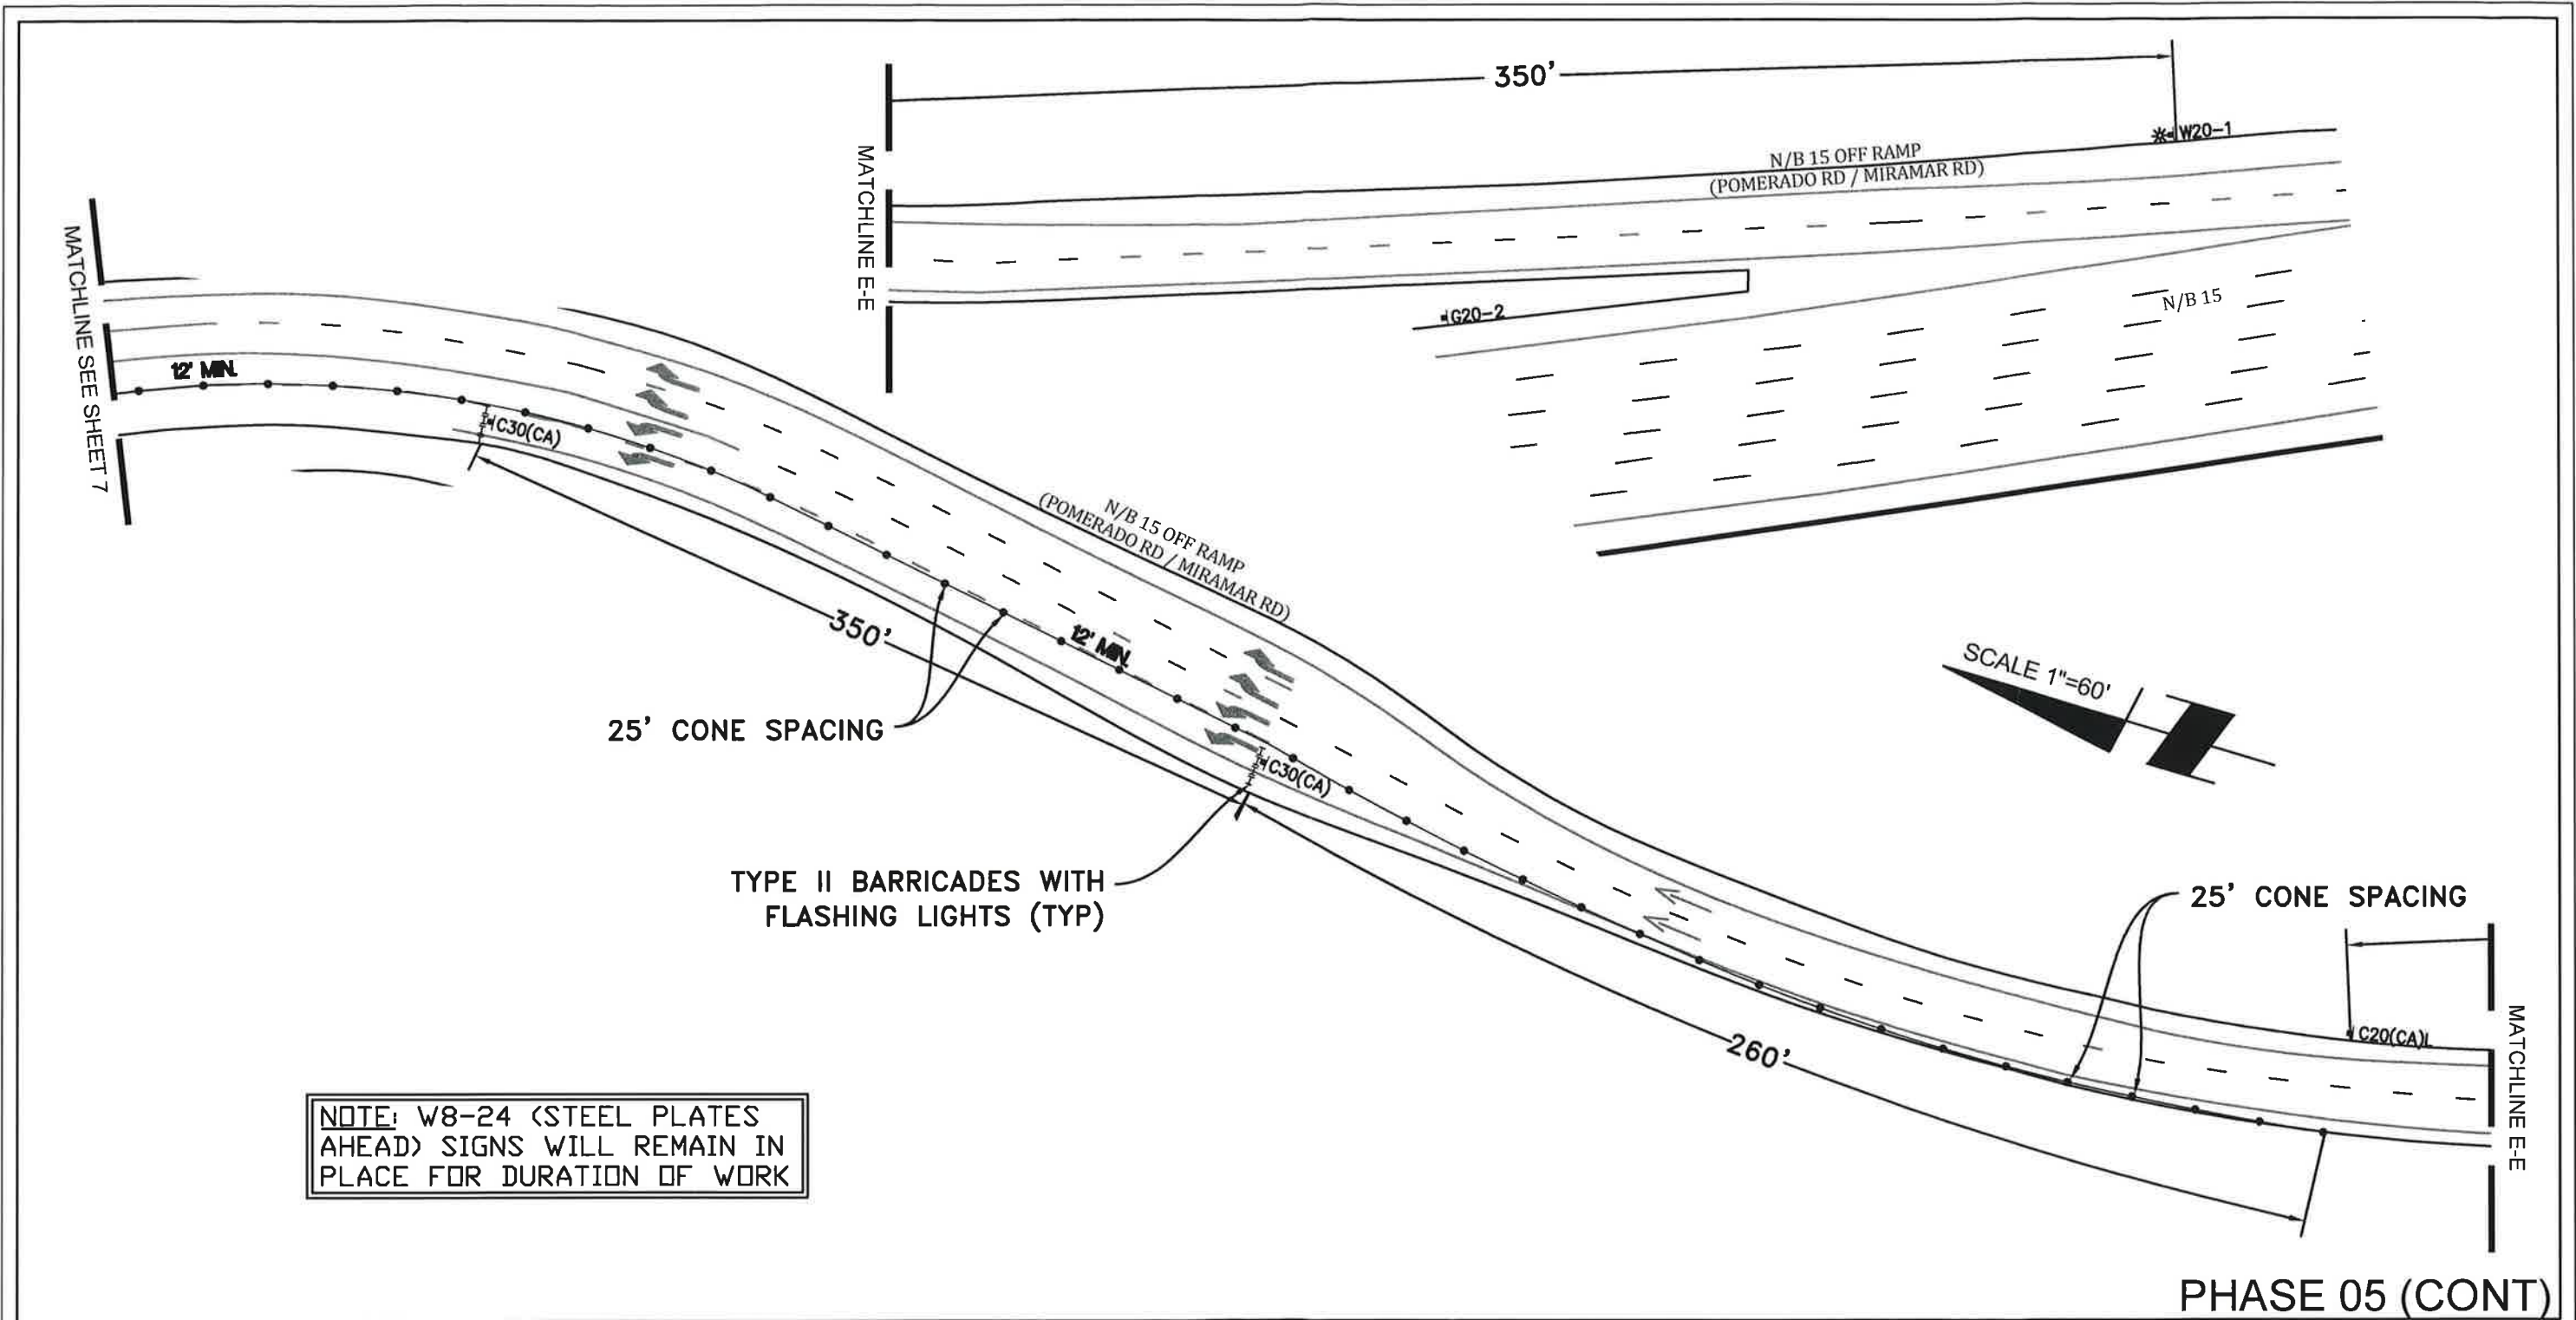 350'
W20-1
N/B 15 OFF RAMP
(POMERADO RD / MIRAMAR RD)
MATCHLINE E-E
G20-2
N/B 15
MATCHLINE SEE SHEET 7
12' MIN.
C30(CA)
N/B 15 OFF RAMP
(POMERADO RD / MIRAMAR RD)
350'
12' MIN.
25' CONE SPACING
C30(CA)
SCALE 1"=60'
TYPE II BARRICADES WITH
FLASHING LIGHTS (TYP)
25' CONE SPACING
C20(CA)L
MATCHLINE E-E
260'
NOTE: W8-24 (STEEL PLATES
AHEAD) SIGNS WILL REMAIN IN
PLACE FOR DURATION OF WORK
PHASE 05 (CONT)